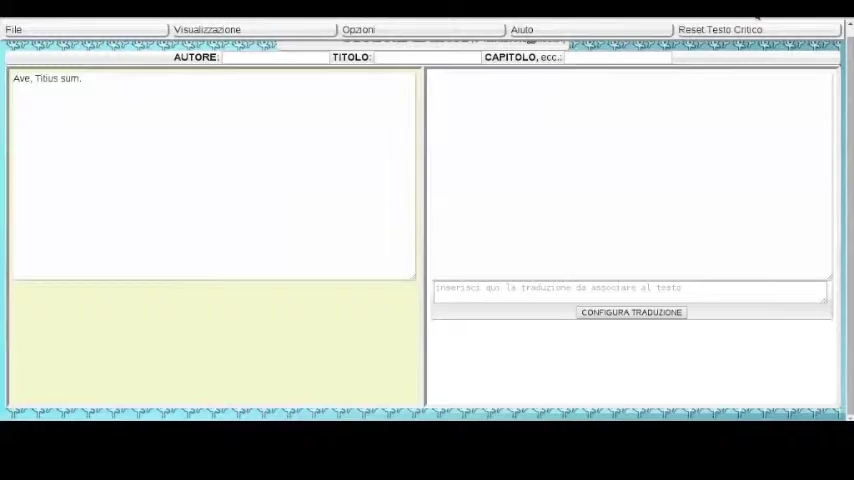 File Visualizzazione Opzioni Aiuto Reset Testo Critico
AUTORE: TITOLO: CAPITOLO, ecc.:
Ave, Titius sum.
inserisci qui la traduzione da associare al testo
CONFIGURA TRADUZIONE